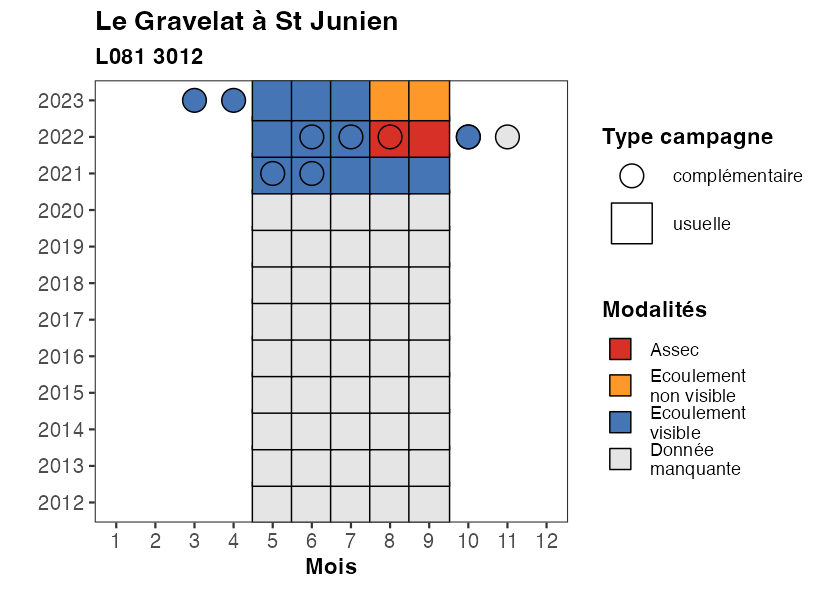 Le Gravelat à St Junien
L081 3012
2023
2022
2021
2020
2019
2018
2017
2016
2015
2014
2013
2012
1 2 3 4 5 6 7 8 9 10 11 12
Mois
Type campagne
complémentaire
usuelle
Modalités
Assec
Ecoulement
non visible
Ecoulement
visible
Donnée
manquante